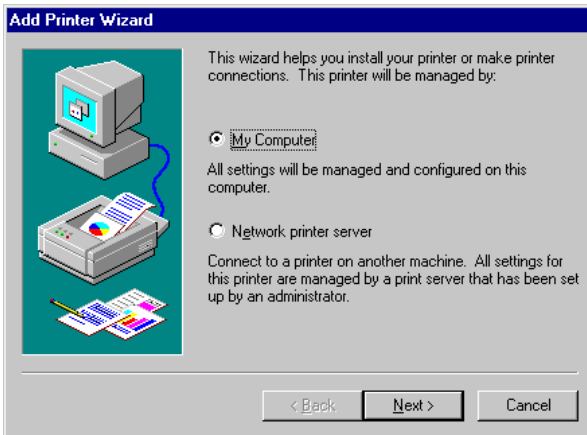 Add Printer Wizard
This wizard helps you install your printer or make printer
connections. This printer will be managed by:
My Computer
All settings will be managed and configured on this
computer.
Network printer server
Connect to a printer on another machine. All settings for
this printer are managed by a print server that has been set
up by an administrator.
< Back
Next >
Cancel